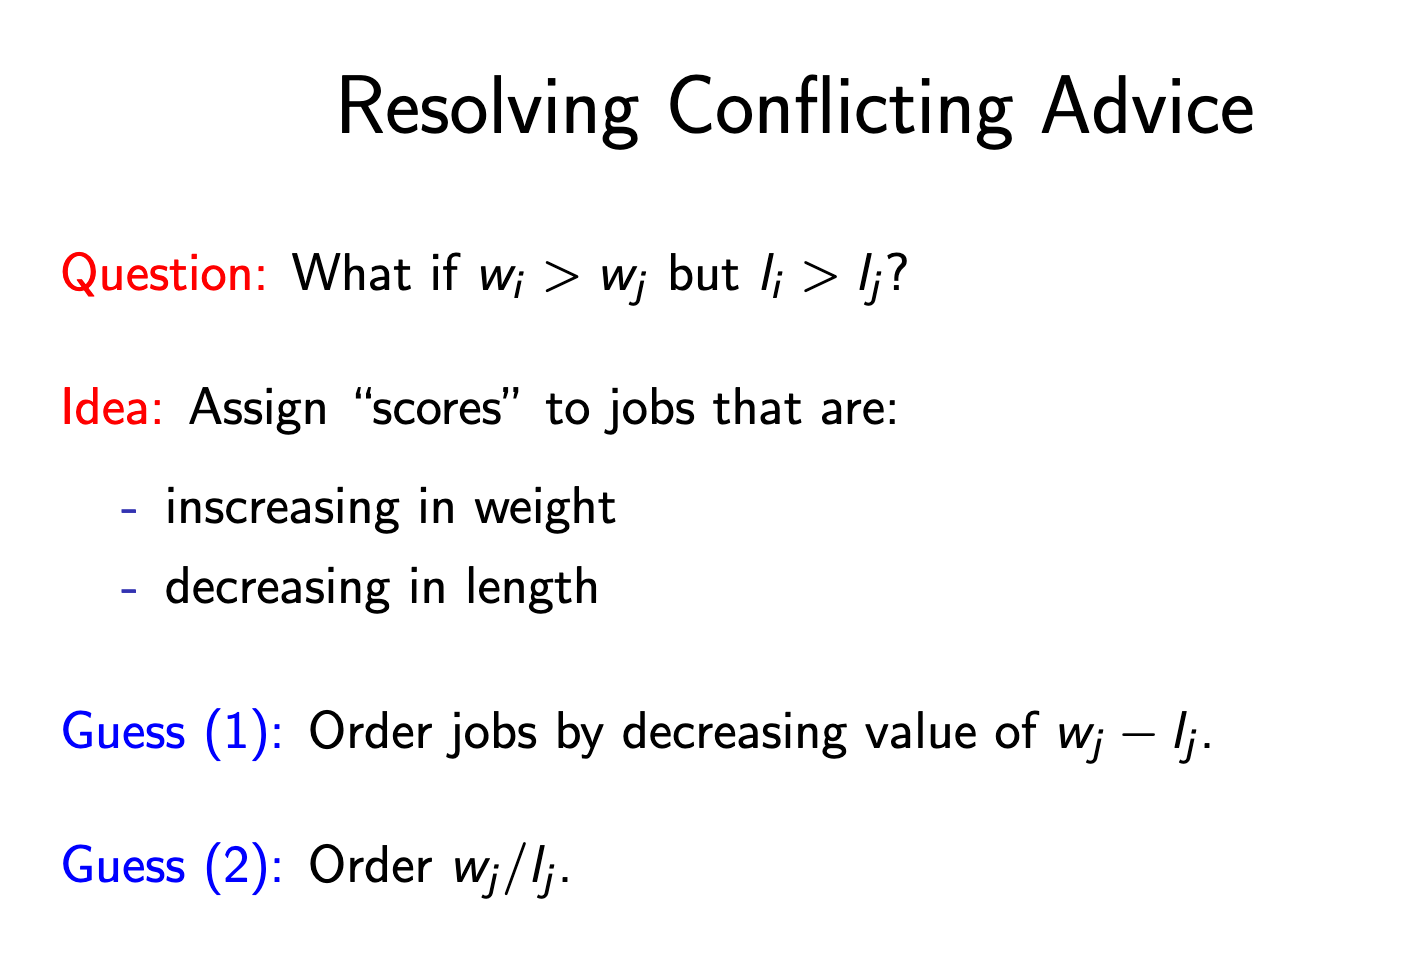 Resolving Conflicting Advice
Question: What if w_i > w_j but l_i > l_j?
Idea: Assign “scores” to jobs that are:
- inscreasing in weight
- decreasing in length
Guess (1): Order jobs by decreasing value of w_j − l_j.
Guess (2): Order w_j/l_j.